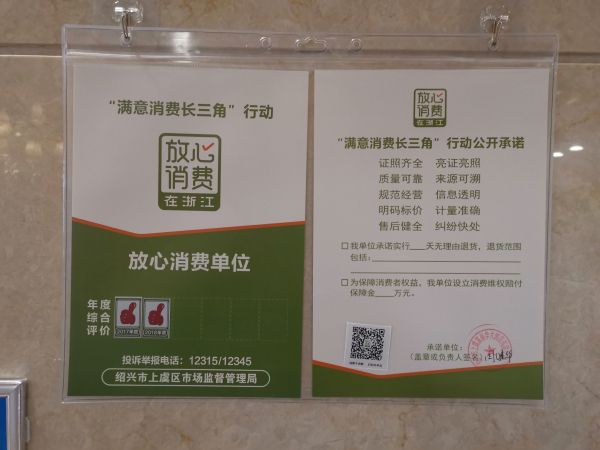 “满意消费长三角”行动
放心
消费
在浙江
放心消费单位
年度
综合
评价
2017年度
2018年度
投诉举报电话：12315/12345
绍兴市上虞区市场监督管理局
放心
消费
在浙江
“满意消费长三角”行动公开承诺
证照齐全 亮证亮照
质量可靠 来源可溯
规范经营 信息透明
明码标价 计量准确
售后健全 纠纷快处
□我单位承诺实行___天无理由退货，退货范围
包括：
□为保障消费者权益，我单位设立消费维权赔付
保障金___万元。
承诺单位：
（盖章或负责人签名）